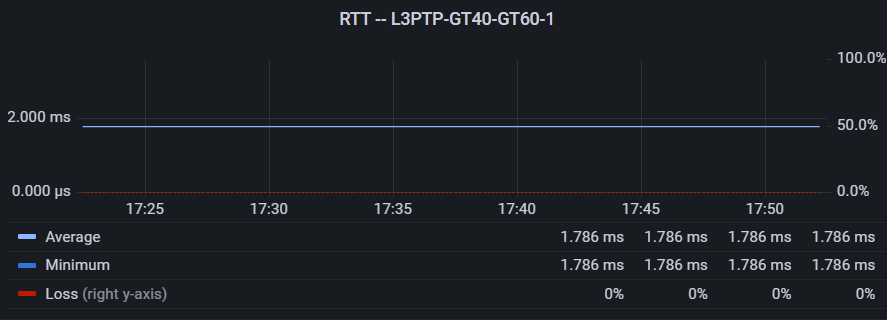 RTT -- L3PTP-GT40-GT60-1
100.0%
2.000 ms
50.0%
0.000 µs
0.0%
17:25 17:30 17:35 17:40 17:45 17:50
Average 1.786 ms 1.786 ms 1.786 ms 1.786 ms
Minimum 1.786 ms 1.786 ms 1.786 ms 1.786 ms
Loss (right y-axis) 0% 0% 0% 0%